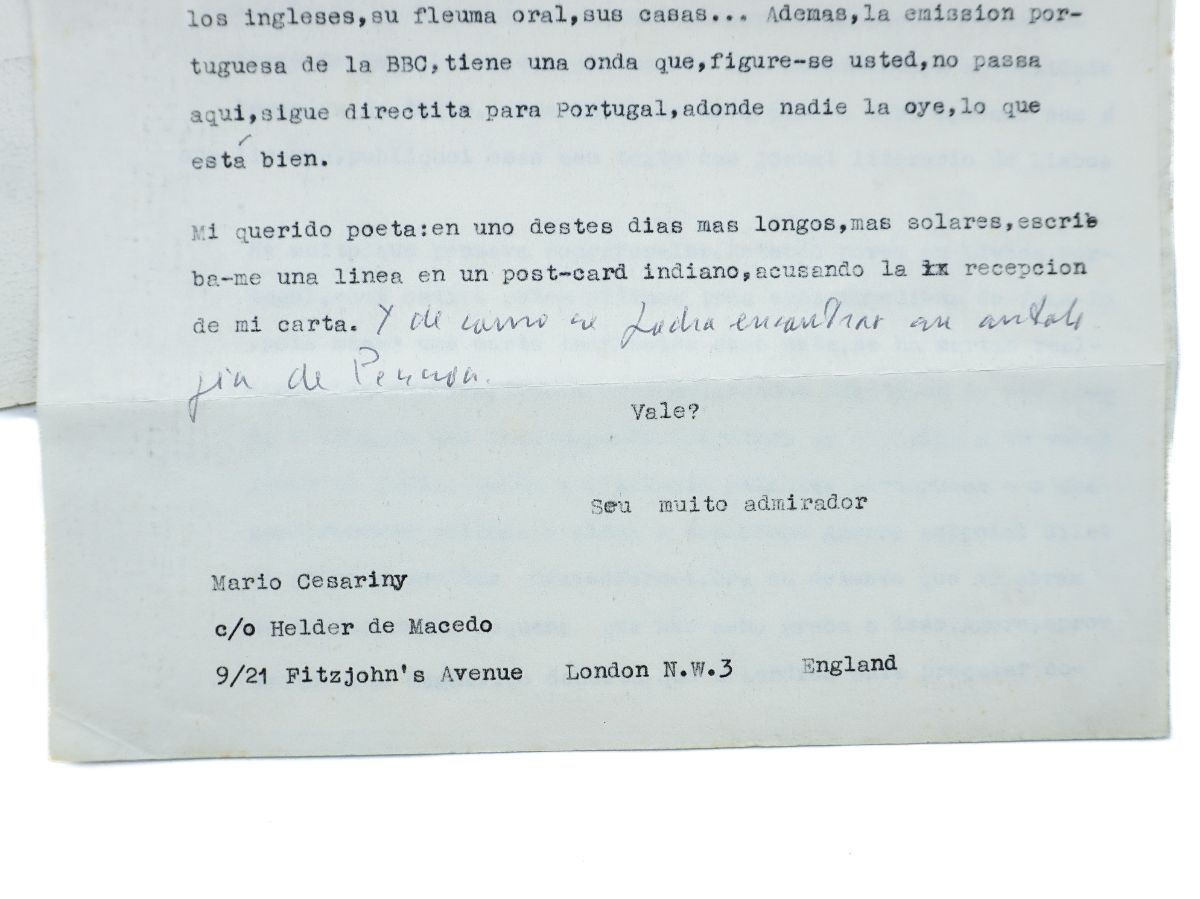 los ingleses,su fleuma oral,sus casas... Ademas,la emission por-
tuguesa de la BBC,tiene una onda que,figure-se usted,no passa
aqui,sigue directita para Portugal,adonde nadie la oye,lo que
está bien.
Mi querido poeta:en uno destes dias mas longos,mas solares,escrib
ba-me una linea en un post-card indiano,acusando la xx recepcion
de mi carta. Y de como se podra encontrar su antolo
gia de Pessoa.
Vale?
Seu muito admirador
Mario Cesariny
c/o Helder de Macedo
9/21 Fitzjohn's Avenue London N.W.3 England